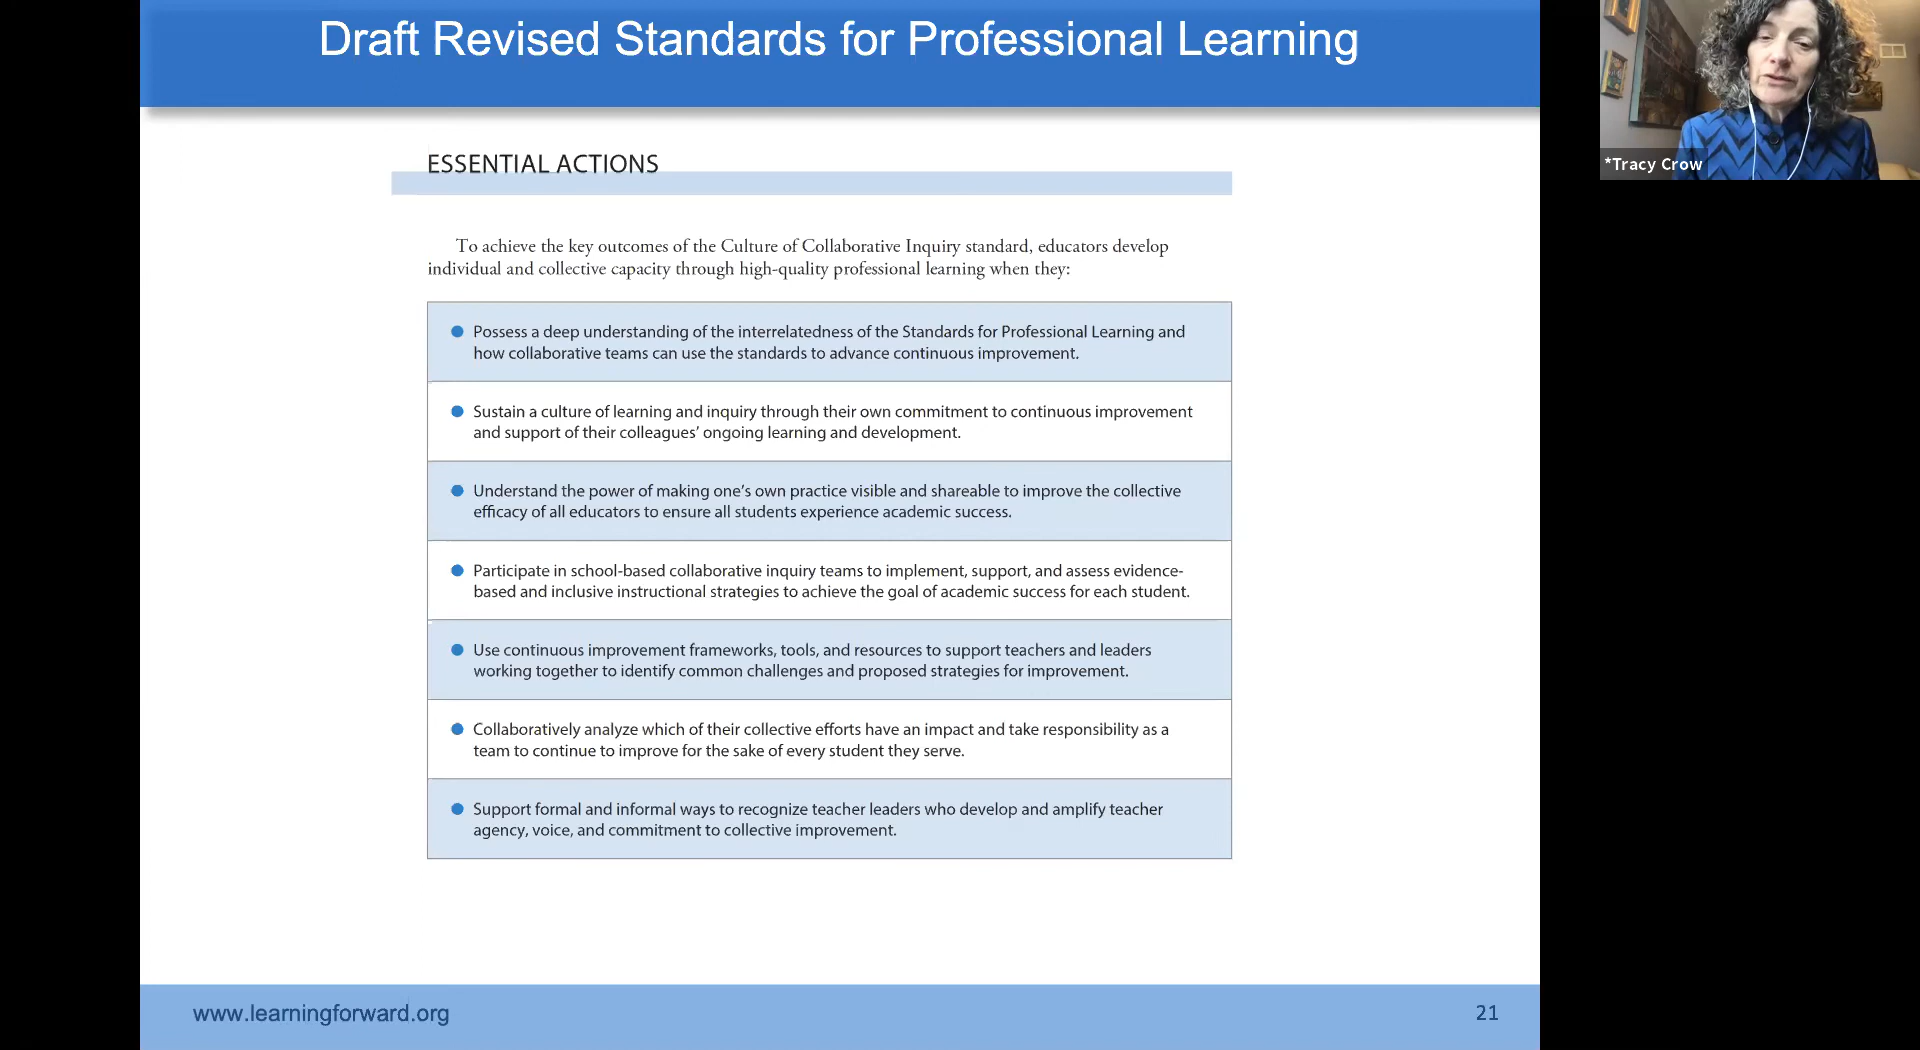 Draft Revised Standards for Professional Learning
*Tracy Crow
ESSENTIAL ACTIONS
To achieve the key outcomes of the Culture of Collaborative Inquiry standard, educators develop
individual and collective capacity through high-quality professional learning when they:
● Possess a deep understanding of the interrelatedness of the Standards for Professional Learning and
how collaborative teams can use the standards to advance continuous improvement.
● Sustain a culture of learning and inquiry through their own commitment to continuous improvement
and support of their colleagues’ ongoing learning and development.
● Understand the power of making one’s own practice visible and shareable to improve the collective
efficacy of all educators to ensure all students experience academic success.
● Participate in school-based collaborative inquiry teams to implement, support, and assess evidence-
based and inclusive instructional strategies to achieve the goal of academic success for each student.
● Use continuous improvement frameworks, tools, and resources to support teachers and leaders
working together to identify common challenges and proposed strategies for improvement.
● Collaboratively analyze which of their collective efforts have an impact and take responsibility as a
team to continue to improve for the sake of every student they serve.
● Support formal and informal ways to recognize teacher leaders who develop and amplify teacher
agency, voice, and commitment to collective improvement.
www.learningforward.org
21